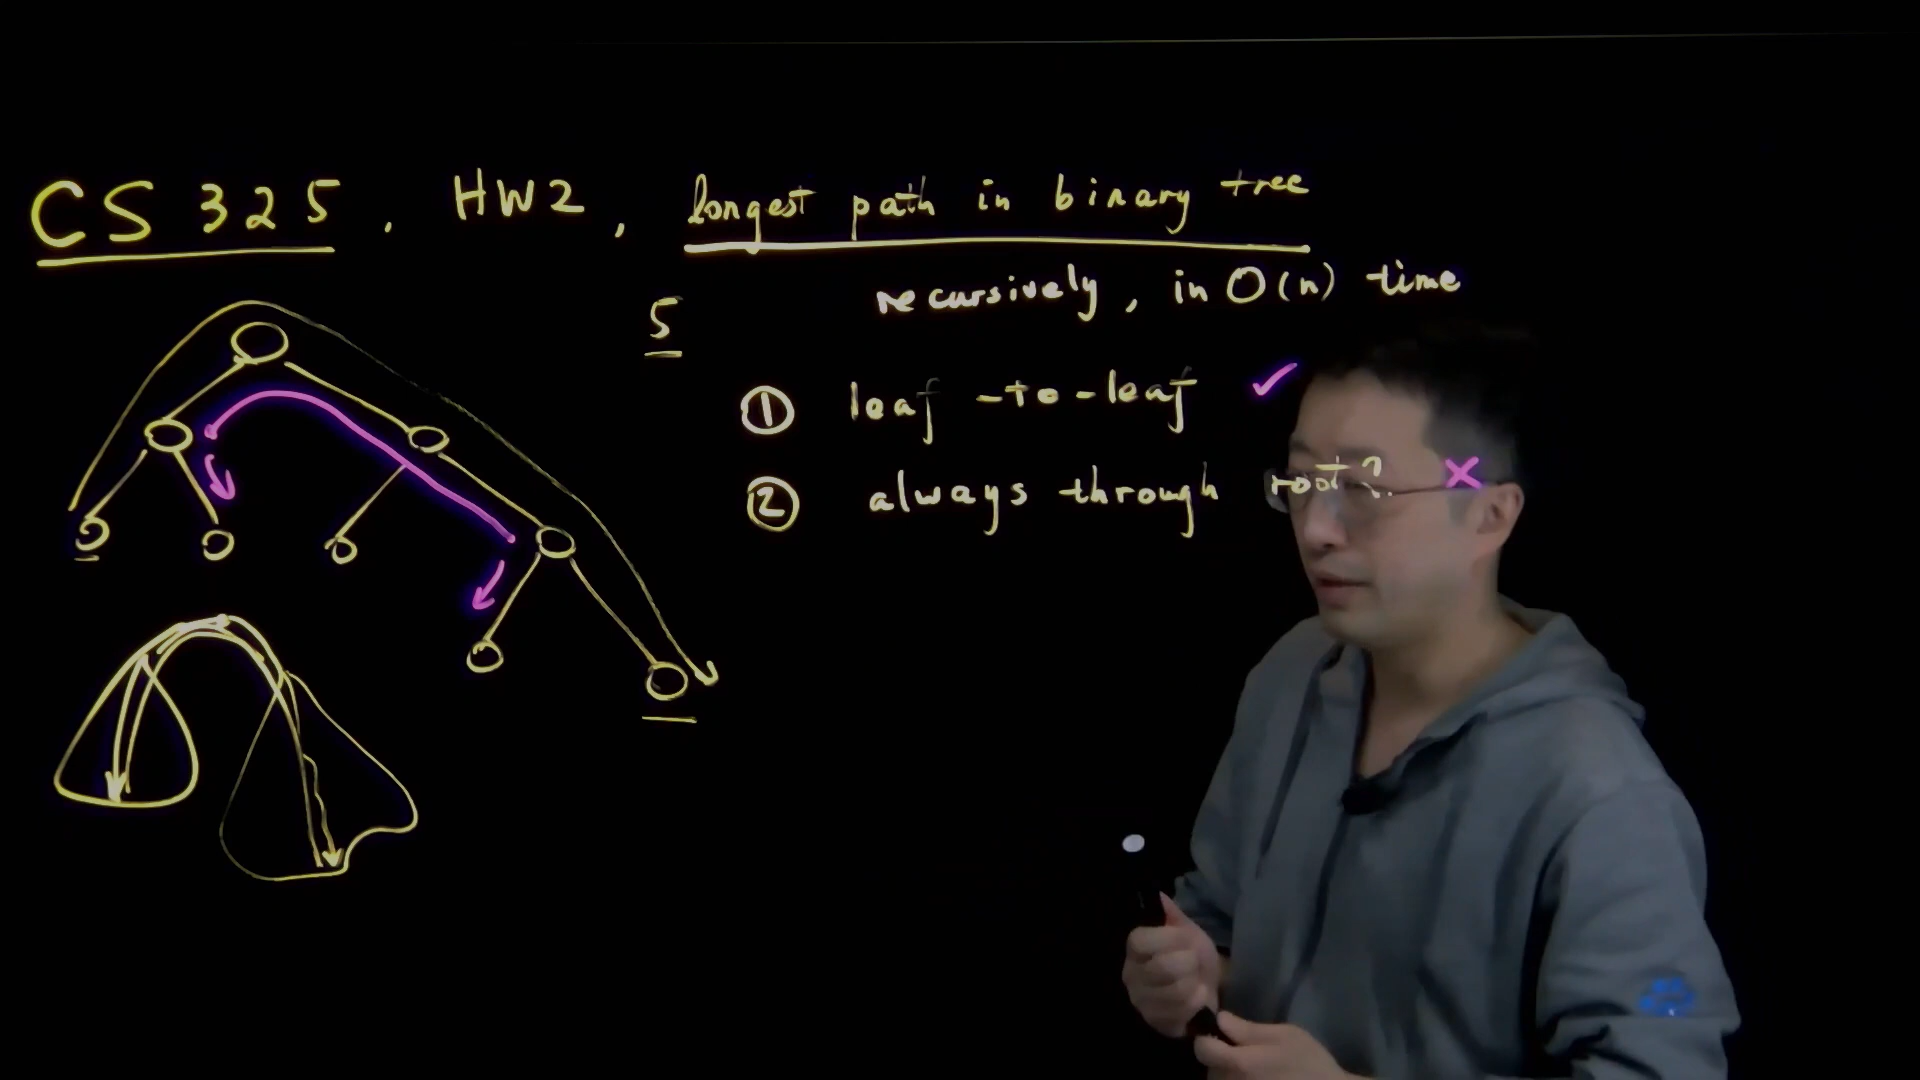 CS 325 . HW2 , longest path in binary tree
recursively , in O(n) time
5
① leaf -to- leaf ✓
② always through root? ✗